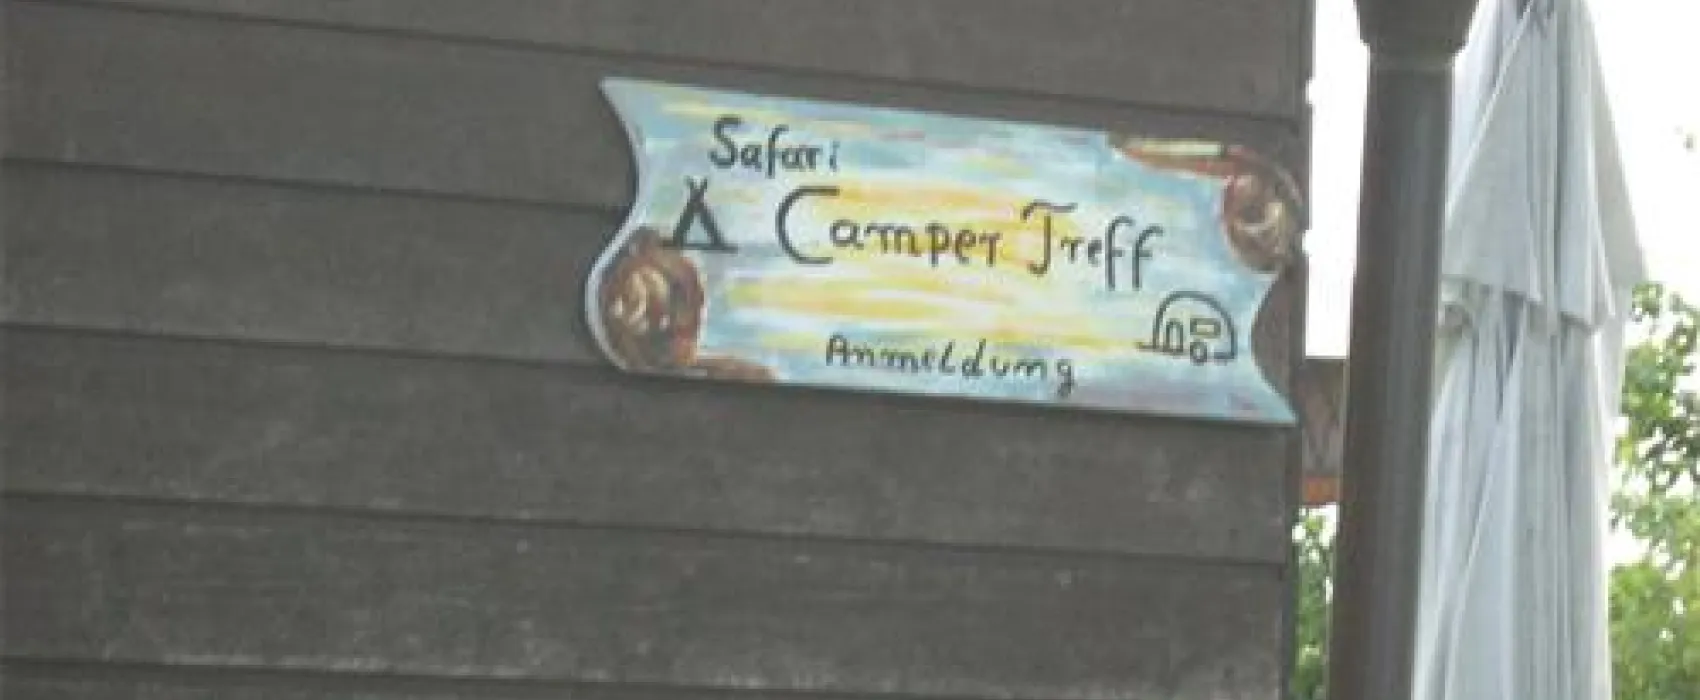 Safari
Camper Treff
Anmeldung